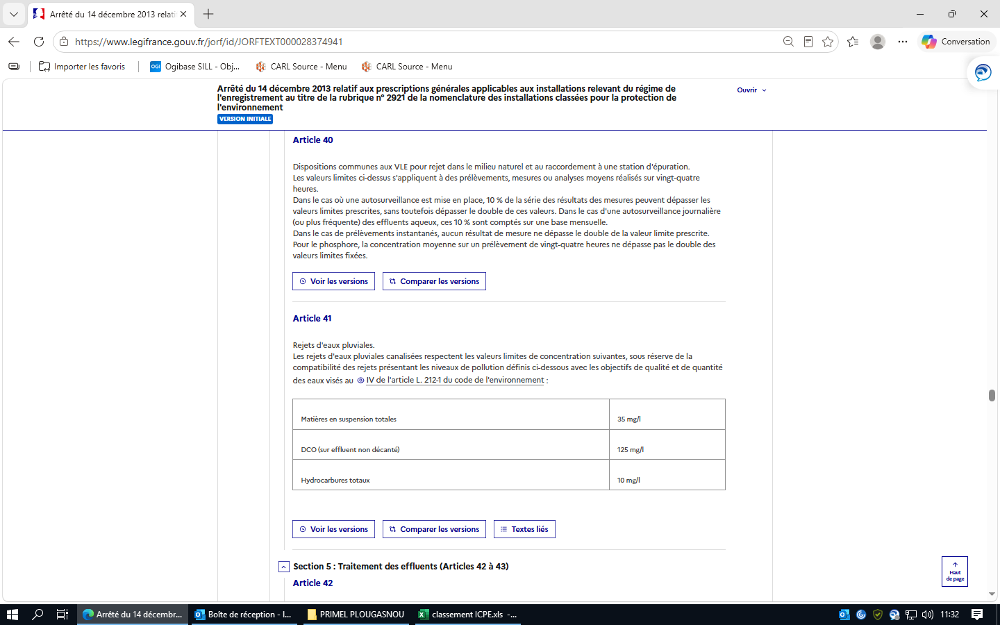 Arrêté du 14 décembre 2013 relati
https://www.legifrance.gouv.fr/jorf/id/JORFTEXT000028374941
Conversation
Importer les favoris
OGI
Ogibase SILL - Obj...
CARL Source - Menu
CARL Source - Menu
Arrêté du 14 décembre 2013 relatif aux prescriptions générales applicables aux installations relevant du régime de
l'enregistrement au titre de la rubrique n° 2921 de la nomenclature des installations classées pour la protection de
l'environnement
VERSION INITIALE
Ouvrir
Article 40
Dispositions communes aux VLE pour rejet dans le milieu naturel et au raccordement à une station d'épuration.
Les valeurs limites ci-dessus s'appliquent à des prélèvements, mesures ou analyses moyens réalisés sur vingt-quatre
heures.
Dans le cas où une autosurveillance est mise en place, 10 % de la série des résultats des mesures peuvent dépasser les
valeurs limites prescrites, sans toutefois dépasser le double de ces valeurs. Dans le cas d'une autosurveillance journalière
(ou plus fréquente) des effluents aqueux, ces 10 % sont comptés sur une base mensuelle.
Dans le cas de prélèvements instantanés, aucun résultat de mesure ne dépasse le double de la valeur limite prescrite.
Pour le phosphore, la concentration moyenne sur un prélèvement de vingt-quatre heures ne dépasse pas le double des
valeurs limites fixées.
Voir les versions
Comparer les versions
Article 41
Rejets d'eaux pluviales.
Les rejets d'eaux pluviales canalisées respectent les valeurs limites de concentration suivantes, sous réserve de la
compatibilité des rejets présentant les niveaux de pollution définis ci-dessous avec les objectifs de qualité et de quantité
des eaux visés au IV de l'article L. 212-1 du code de l'environnement :
Matières en suspension totales
35 mg/l
DCO (sur effluent non décanté)
125 mg/l
Hydrocarbures totaux
10 mg/l
Voir les versions
Comparer les versions
Textes liés
Section 5 : Traitement des effluents (Articles 42 à 43)
Article 42
Haut
de page
Arrêté du 14 décembr...
Boîte de réception - I...
PRIMEL PLOUGASNOU
classement ICPE.xls -...
11:32